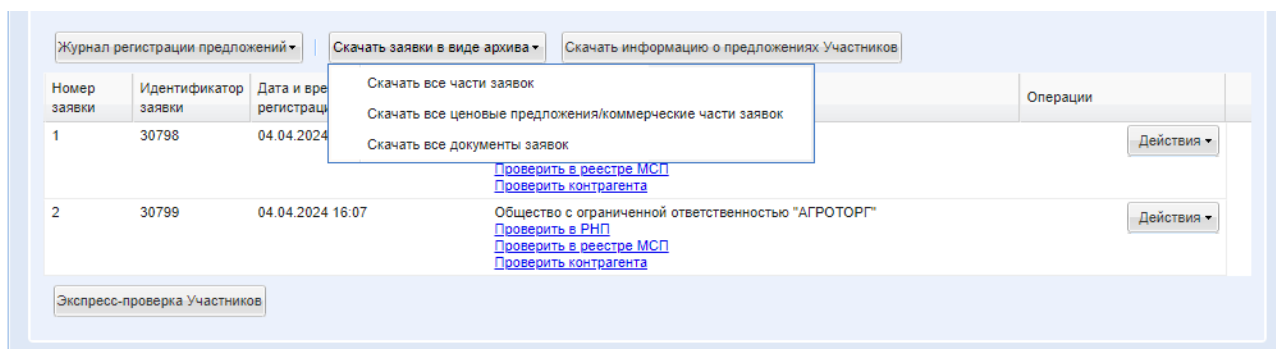 Журнал регистрации предложений
Скачать заявки в виде архива
Скачать информацию о предложениях Участников
Скачать все части заявок
Скачать все ценовые предложения/коммерческие части заявок
Скачать все документы заявок
Номер
заявки
Идентификатор
заявки
Дата и вре
регистраци
Операции
1
30798
04.04.2024
Проверить в реестре МСП
Проверить контрагента
Действия
2
30799
04.04.2024 16:07
Общество с ограниченной ответственностью "АГРОТОРГ"
Проверить в РНП
Проверить в реестре МСП
Проверить контрагента
Действия
Экспресс-проверка Участников